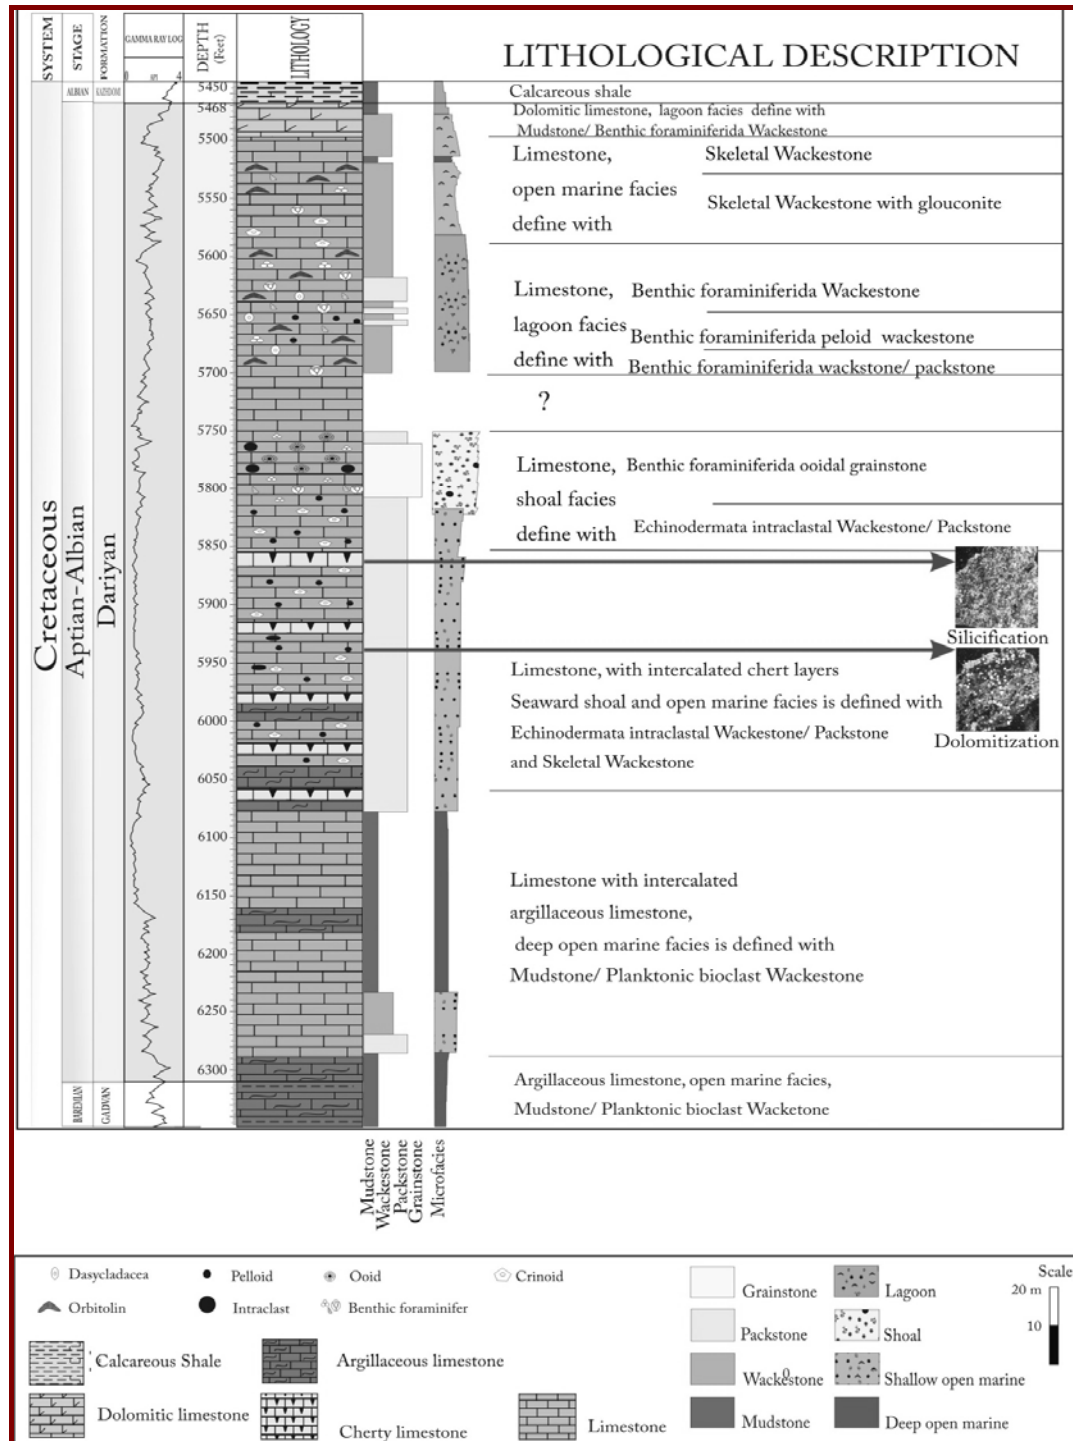 SYSTEM
STAGE
FORMATION
GAMMA RAY LOG
0 API 4
DEPTH
(Feet)
LITHOLOGY
LITHOLOGICAL DESCRIPTION
Cretaceous
ALBIAN
Aptian-Albian
Dariyan
BAREMIAN
GADVAN
5450
5468
5500
5550
5600
5650
5700
5750
5800
5850
5900
5950
6000
6050
6100
6150
6200
6250
6300
Calcareous shale
Dolomitic limestone, lagoon facies define with
Mudstone/ Benthic foraminiferida Wackestone
Limestone,
open marine facies
define with
Skeletal Wackestone
Skeletal Wackestone with glouconite
Limestone,
lagoon facies
define with
Benthic foraminiferida Wackestone
Benthic foraminiferida peloid wackestone
Benthic foraminiferida wackstone/ packstone
?
Limestone,
shoal facies
define with
Benthic foraminiferida ooidal grainstone
Echinodermata intraclastal Wackestone/ Packstone
Silicification
Dolomitization
Limestone, with intercalated chert layers
Seaward shoal and open marine facies is defined with
Echinodermata intraclastal Wackestone/ Packstone
and Skeletal Wackestone
Limestone with intercalated
argillaceous limestone,
deep open marine facies is defined with
Mudstone/ Planktonic bioclast Wackestone
Argillaceous limestone, open marine facies,
Mudstone/ Planktonic bioclast Wacketone
Mudstone
Wackestone
Packstone
Grainstone
Microfacies
Dasycladacea
Pelloid
Ooid
Crinoid
Orbitolin
Intraclast
Benthic foraminifer
Calcareous Shale
Argillaceous limestone
Dolomitic limestone
Cherty limestone
Limestone
Grainstone
Packstone
Wackestone
Mudstone
Lagoon
Shoal
Shallow open marine
Deep open marine
Scale
20 m
10
0